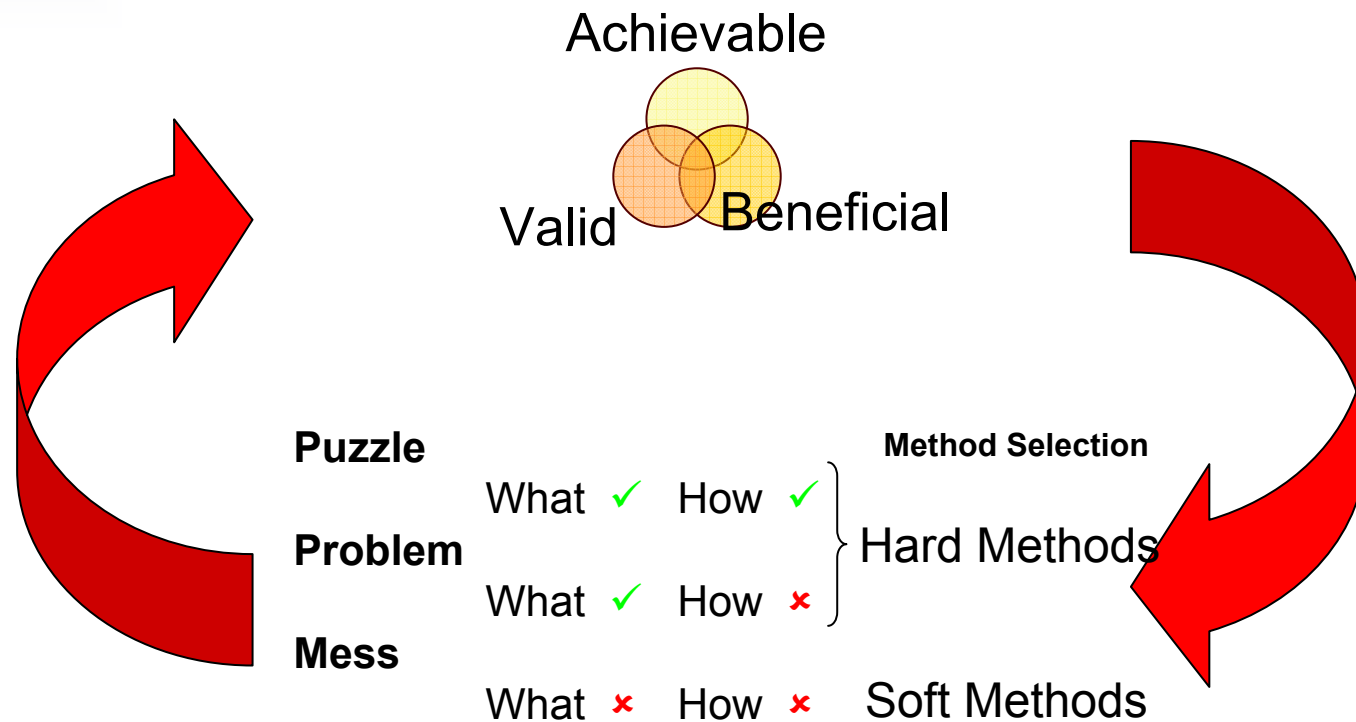 Achievable
Valid
Beneficial
Puzzle
Method Selection
What ✓ How ✓
Problem
Hard Methods
What ✓ How ✗
Mess
What ✗ How ✗
Soft Methods